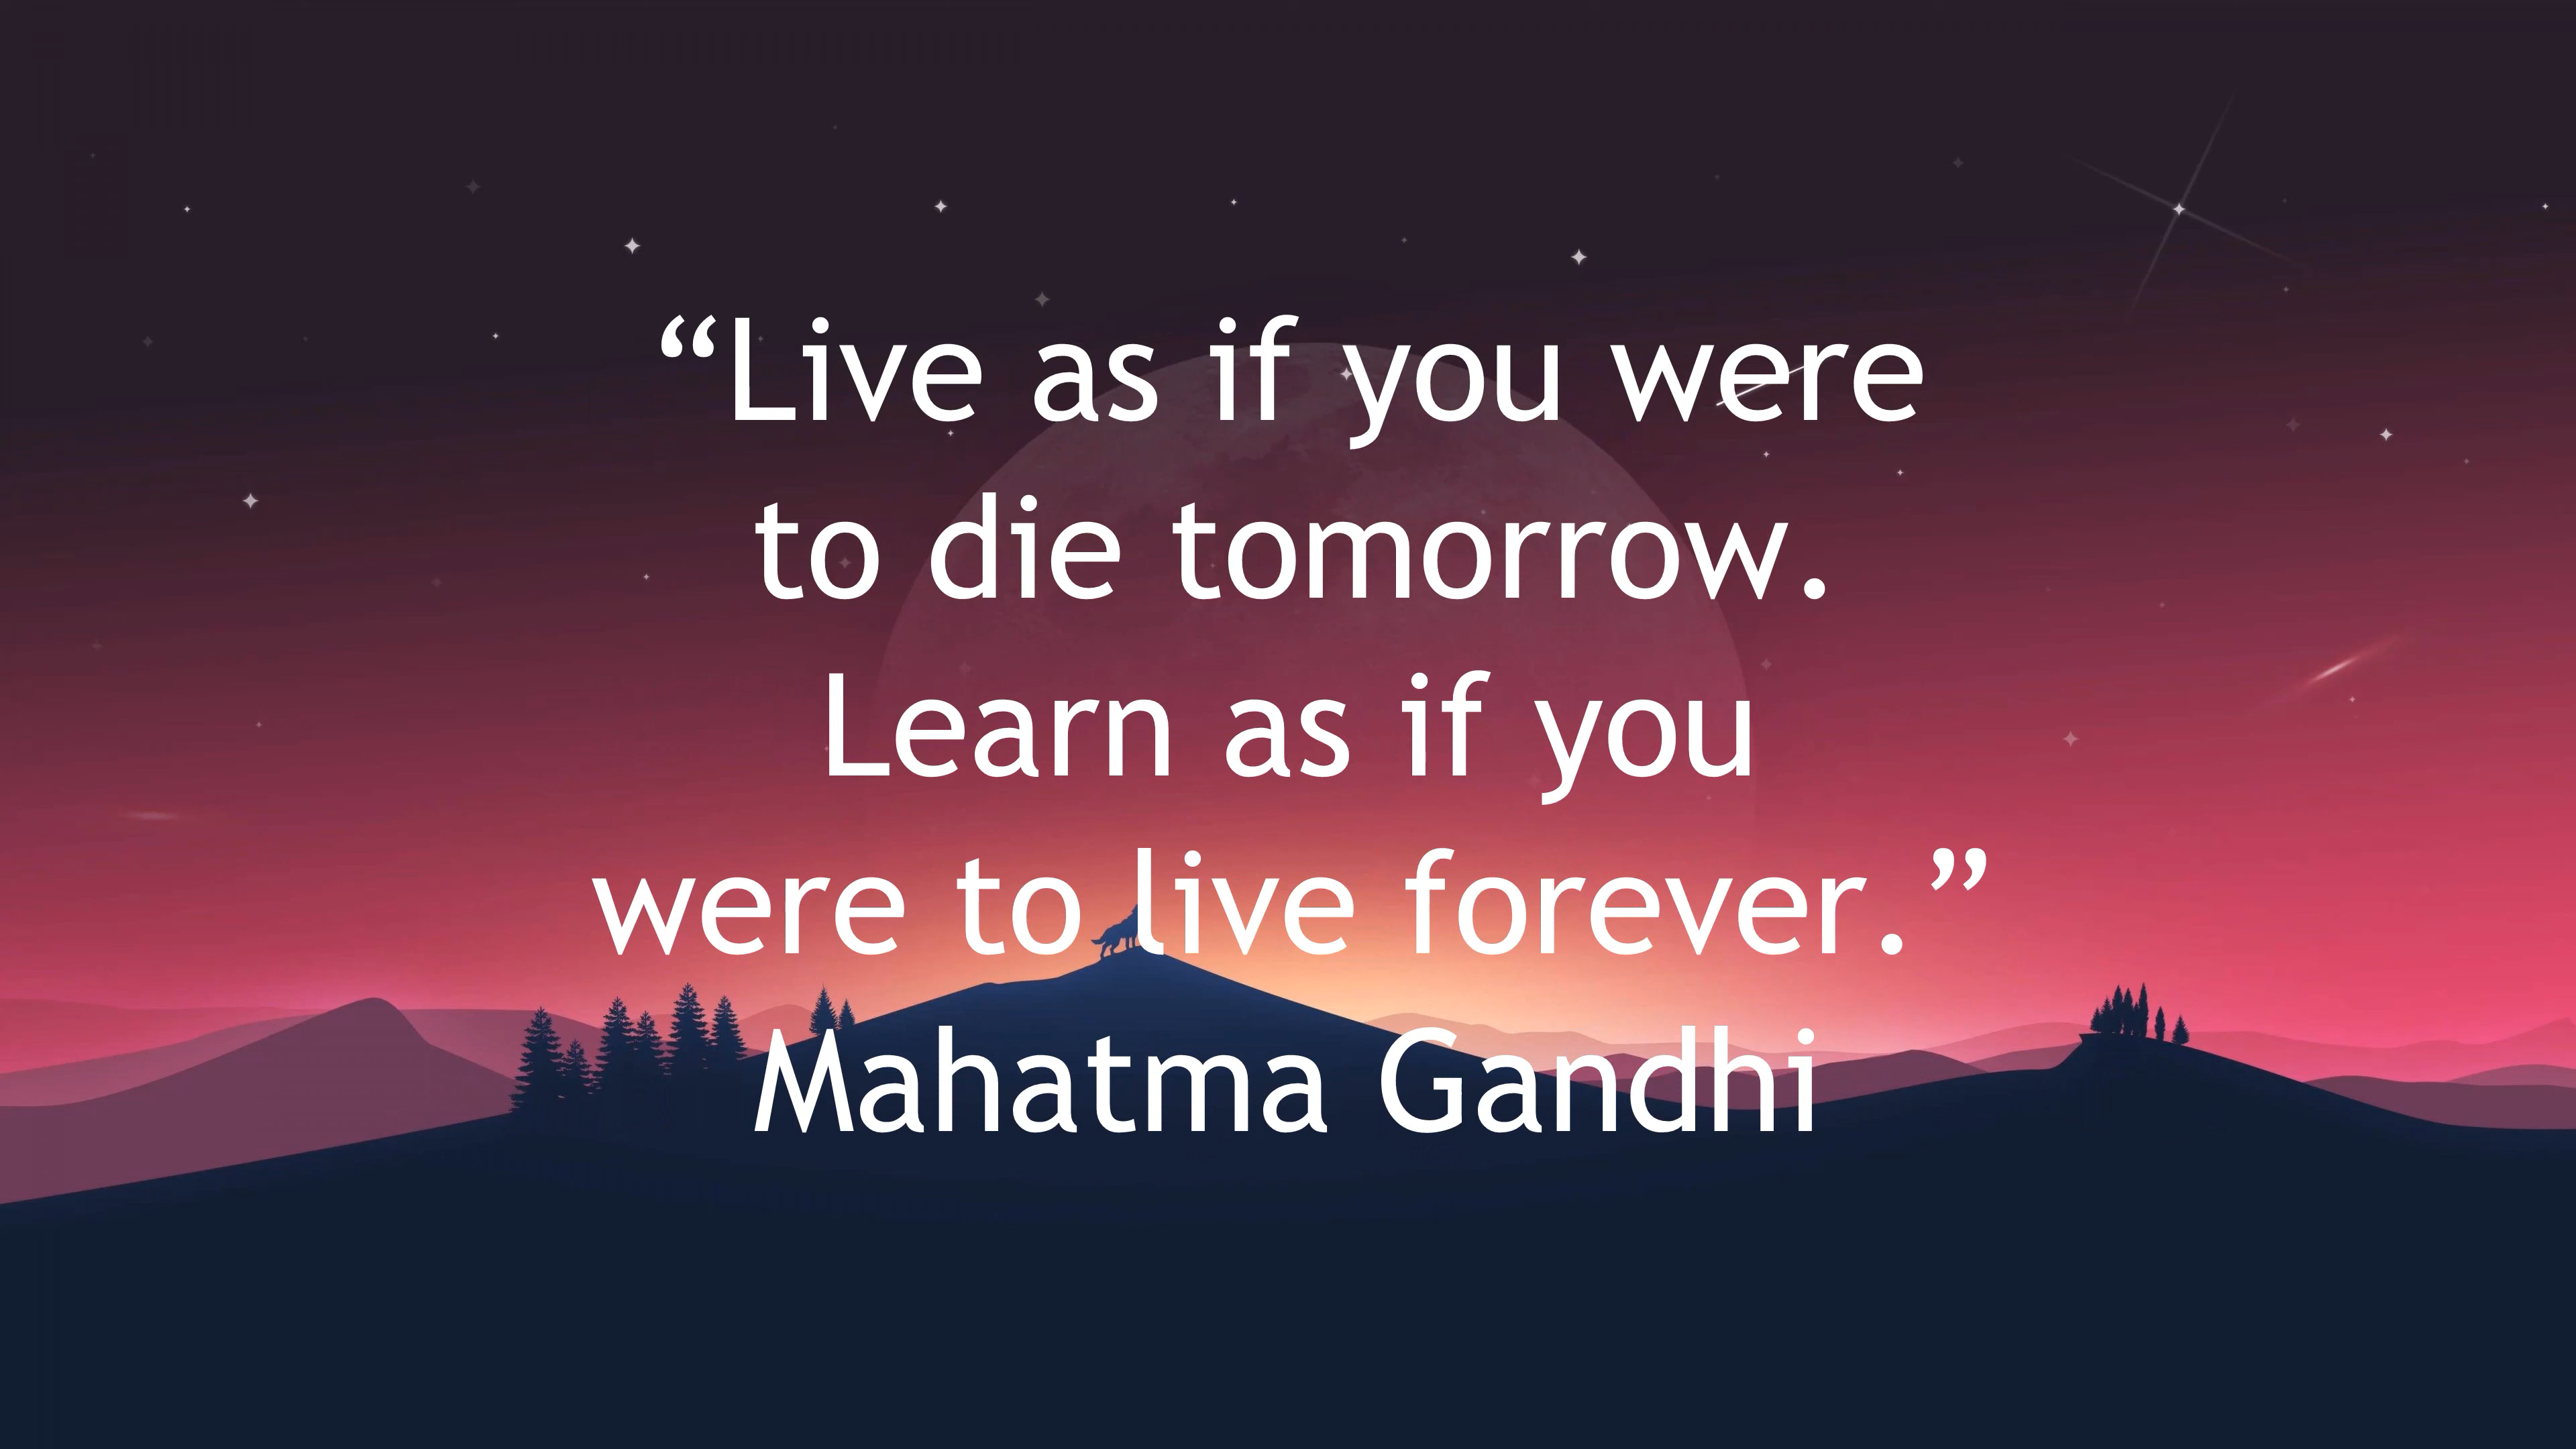 “Live as if you were
to die tomorrow.
Learn as if you
were to live forever.”
Mahatma Gandhi